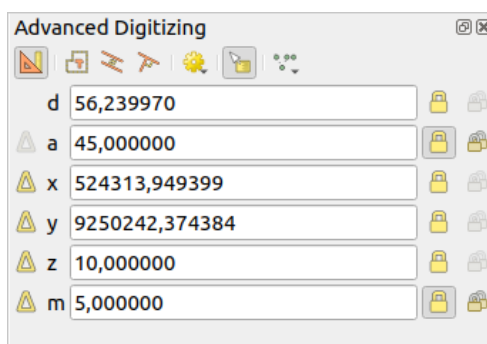 Advanced Digitizing
d 56,239970
a 45,000000
x 524313,949399
y 9250242,374384
z 10,000000
m 5,000000